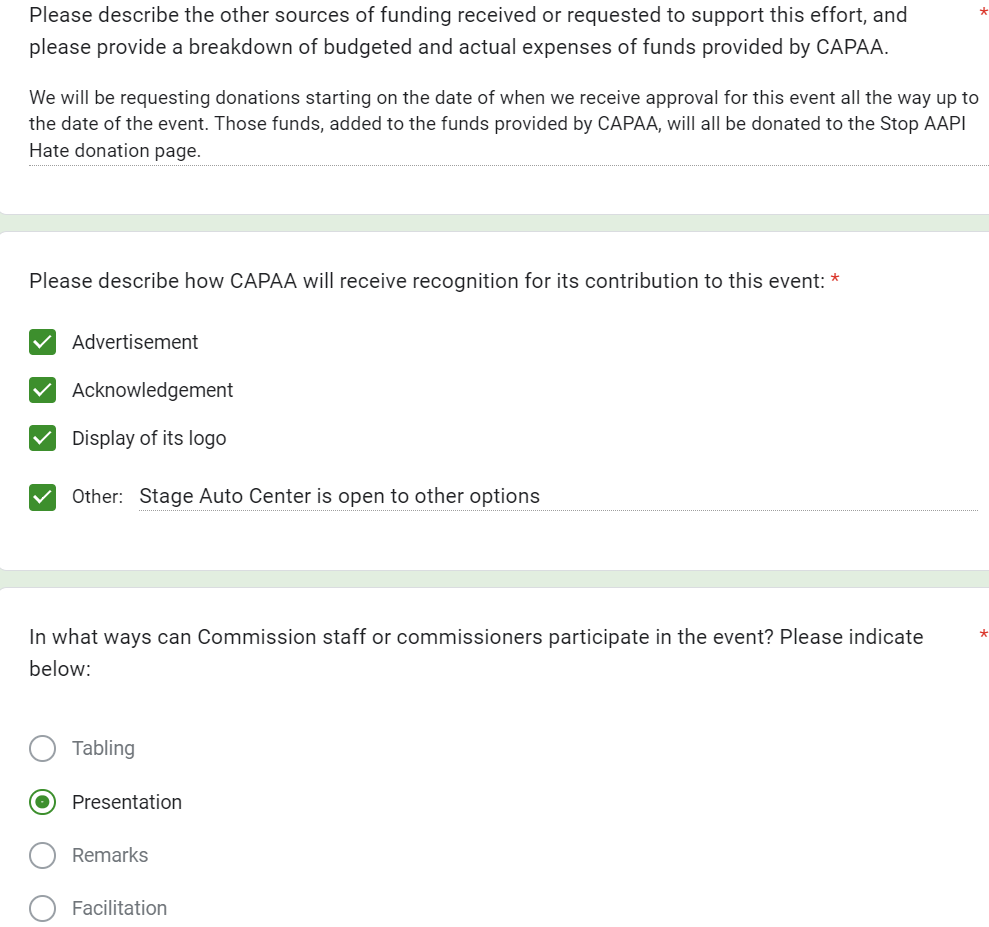 Please describe the other sources of funding received or requested to support this effort, and *
please provide a breakdown of budgeted and actual expenses of funds provided by CAPAA.
We will be requesting donations starting on the date of when we receive approval for this event all the way up to
the date of the event. Those funds, added to the funds provided by CAPAA, will all be donated to the Stop AAPI
Hate donation page.
Please describe how CAPAA will receive recognition for its contribution to this event: *
Advertisement
Acknowledgement
Display of its logo
Other: Stage Auto Center is open to other options
In what ways can Commission staff or commissioners participate in the event? Please indicate *
below:
Tabling
Presentation
Remarks
Facilitation